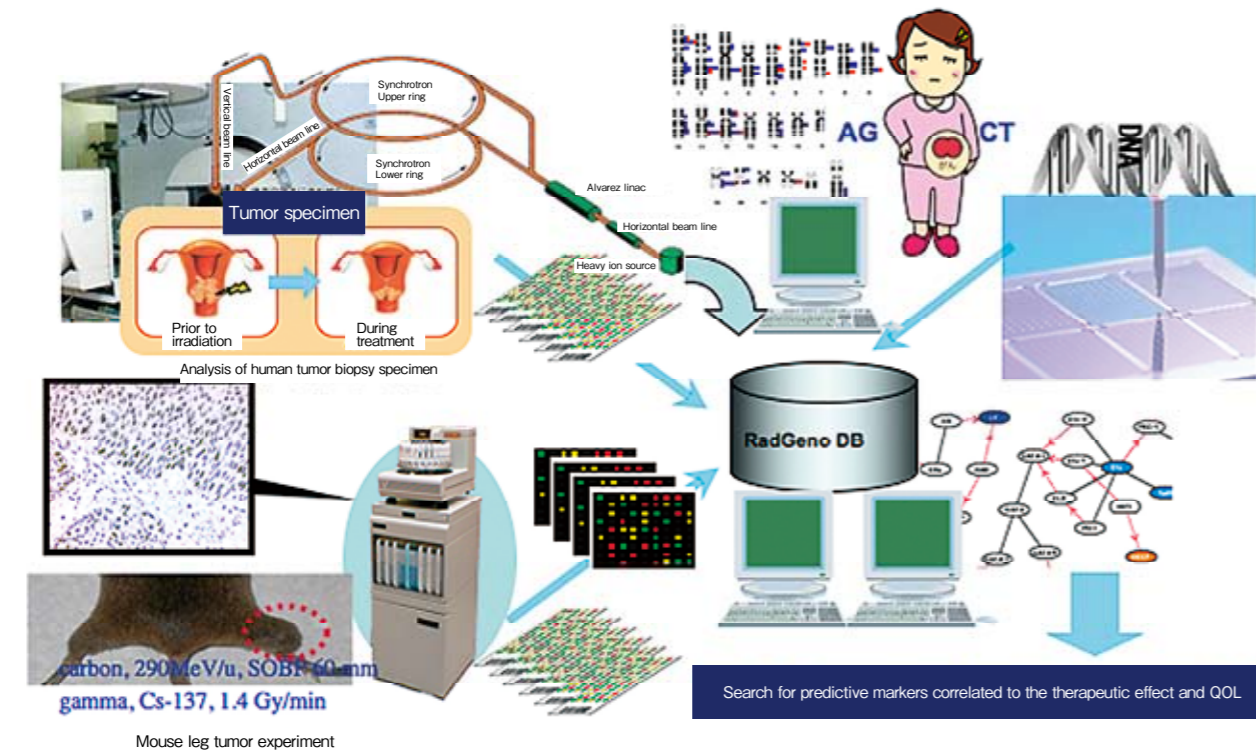 Synchrotron
Upper ring
Vertical beam line
Horizontal beam line
Synchrotron
Lower ring
Alvarez linac
Horizontal beam line
Heavy ion source
AG
CT
がん
DNA
Tumor specimen
Prior to
irradiation
During
treatment
Analysis of human tumor biopsy specimen
RadGeno DB
carbon, 290MeV/u, SOBP 60-mm
gamma, Cs-137, 1.4 Gy/min
Mouse leg tumor experiment
Search for predictive markers correlated to the therapeutic effect and QOL